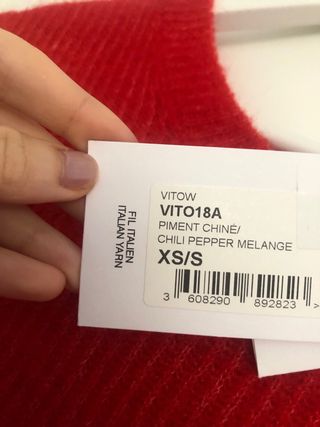 VITOW
VITO18A
PIMENT CHINÉ/
CHILI PEPPER MELANGE
XS/S
3 608290 892823 >
FIL ITALIEN
ITALIAN YARN